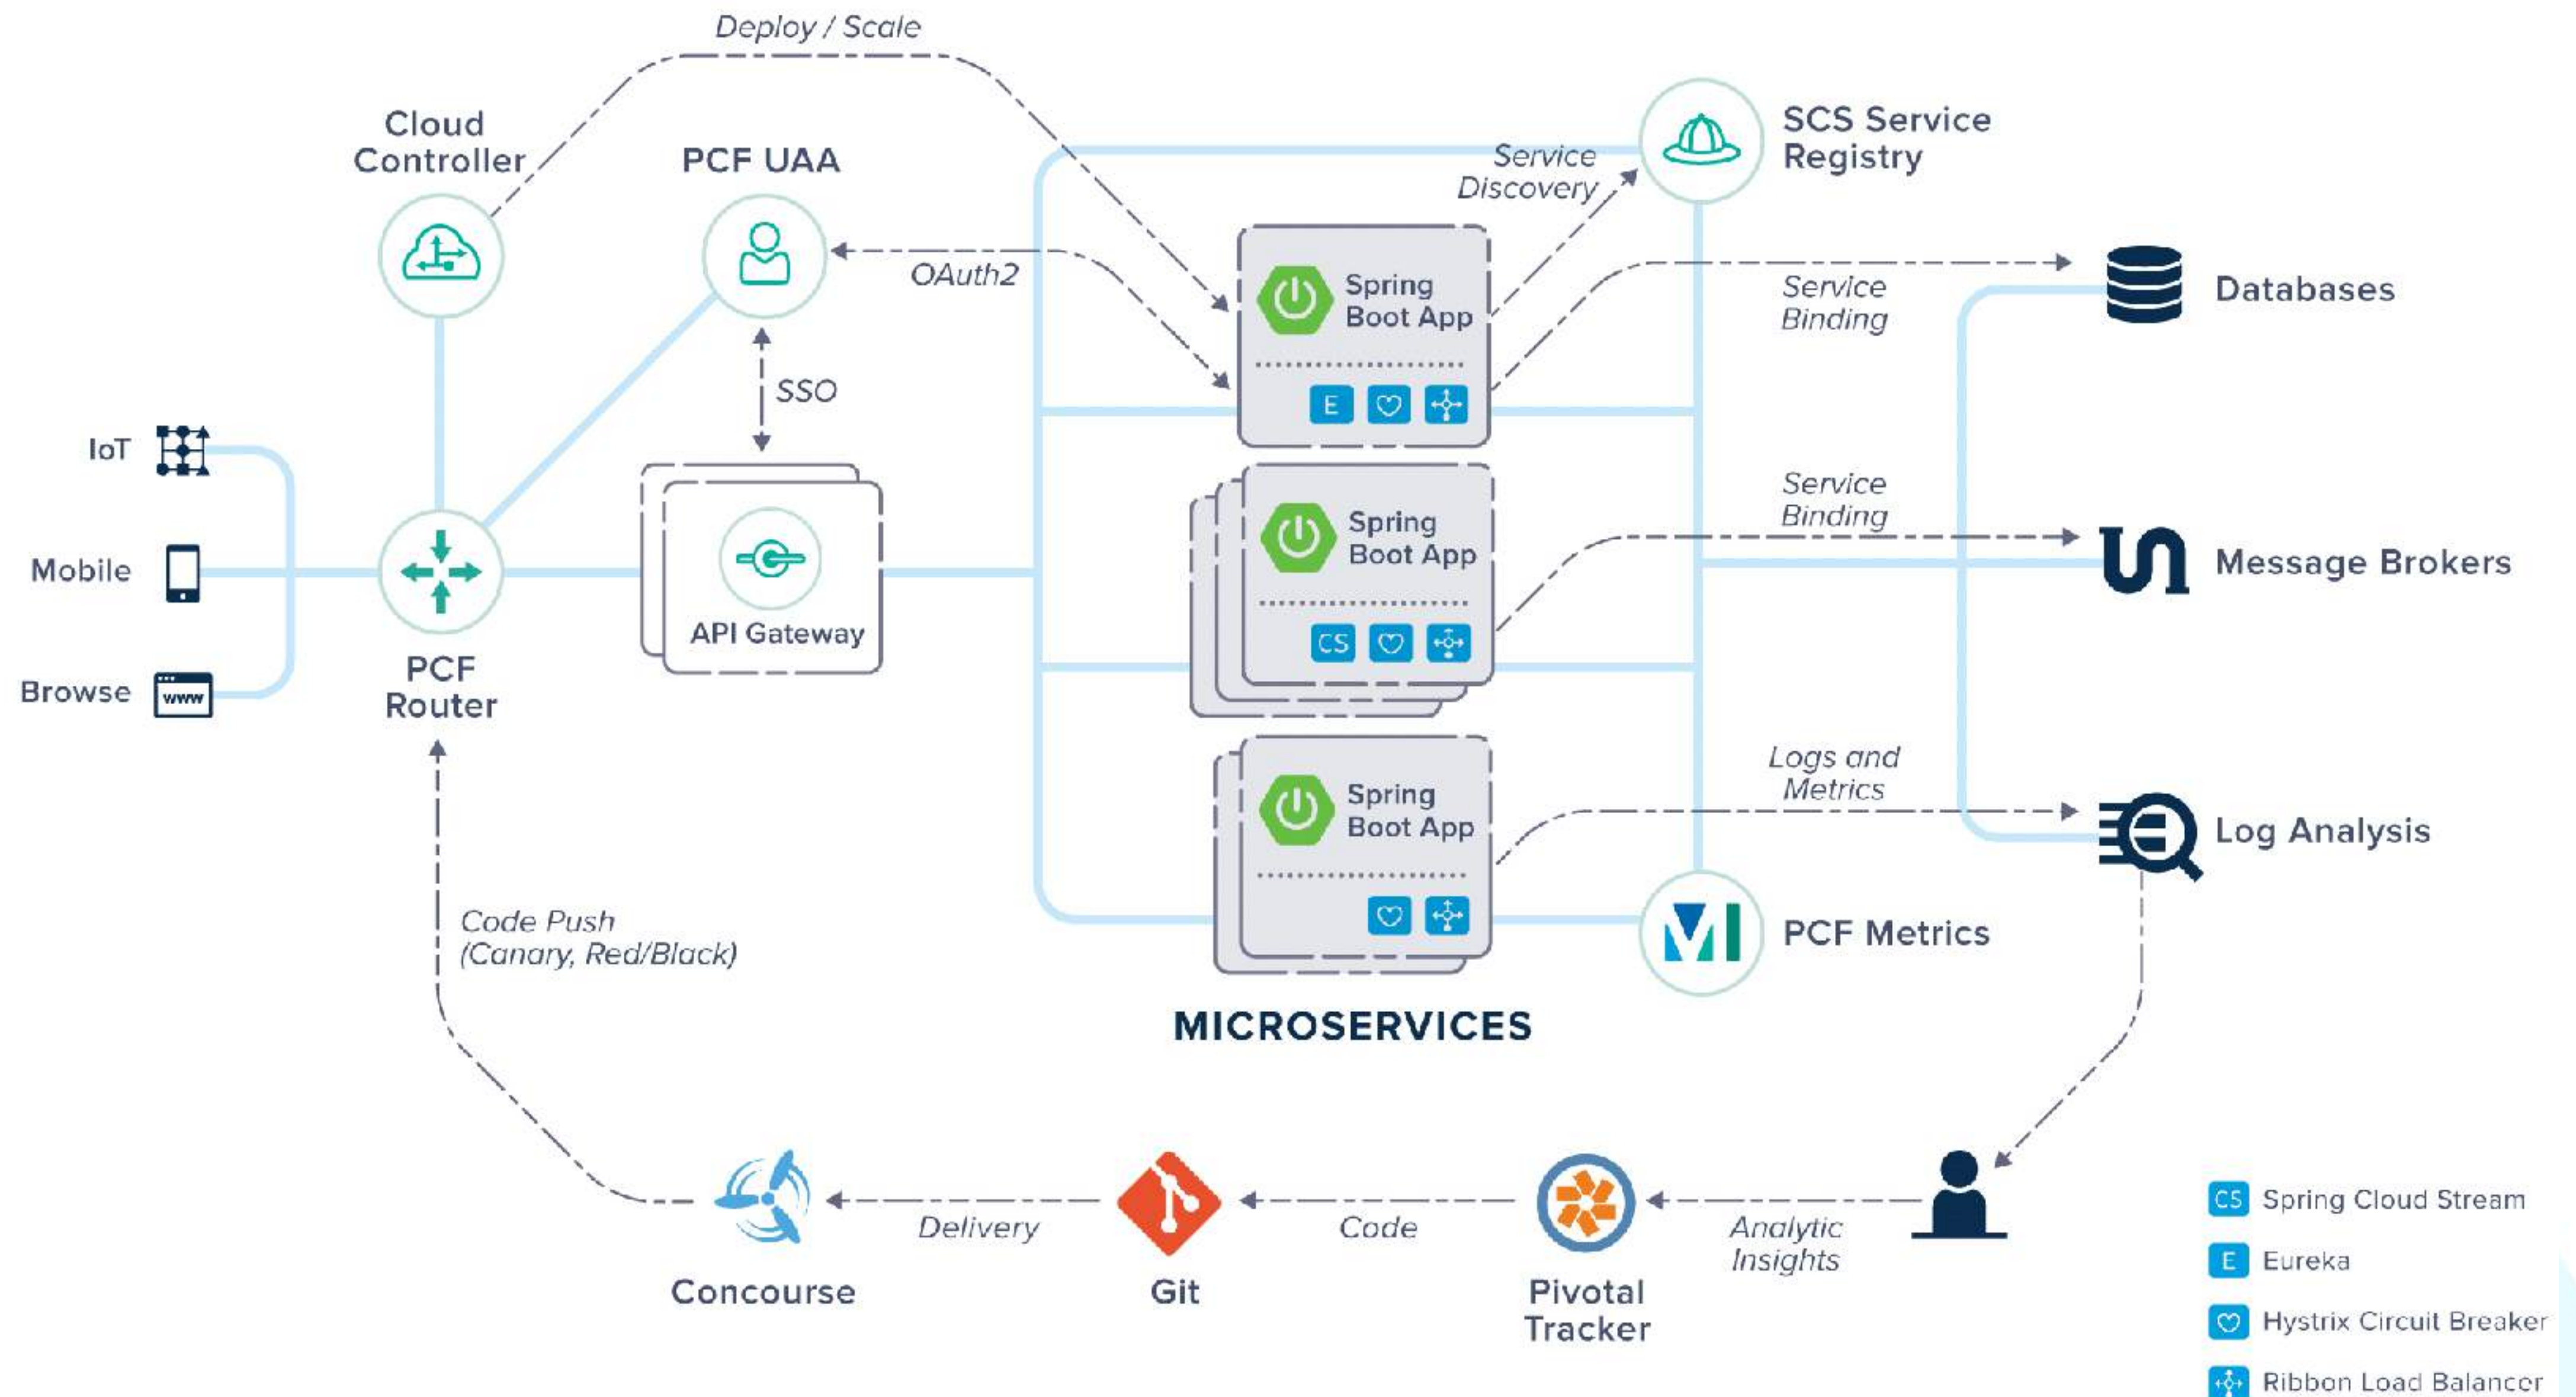 Deploy / Scale
Cloud
Controller
PCF UAA
SCS Service
Registry
Service
Discovery
OAuth2
SSO
Spring
Boot App
E
Service
Binding
Databases
IoT
Mobile
Browse
www
PCF
Router
API Gateway
Spring
Boot App
CS
Service
Binding
Message Brokers
Spring
Boot App
Logs and
Metrics
Log Analysis
PCF Metrics
MICROSERVICES
Code Push
(Canary, Red/Black)
Concourse
Delivery
Git
Code
Pivotal
Tracker
Analytic
Insights
CS Spring Cloud Stream
E Eureka
Hystrix Circuit Breaker
Ribbon Load Balancer